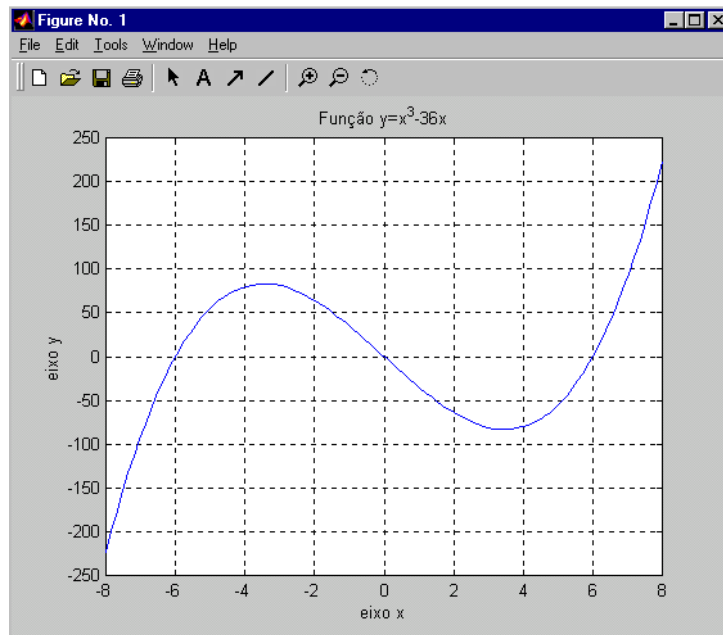 Figure No. 1
File Edit Tools Window Help
A
Função y=x³-36x
250
200
150
100
50
0
-50
-100
-150
-200
-250
eixo y
-8 -6 -4 -2 0 2 4 6 8
eixo x